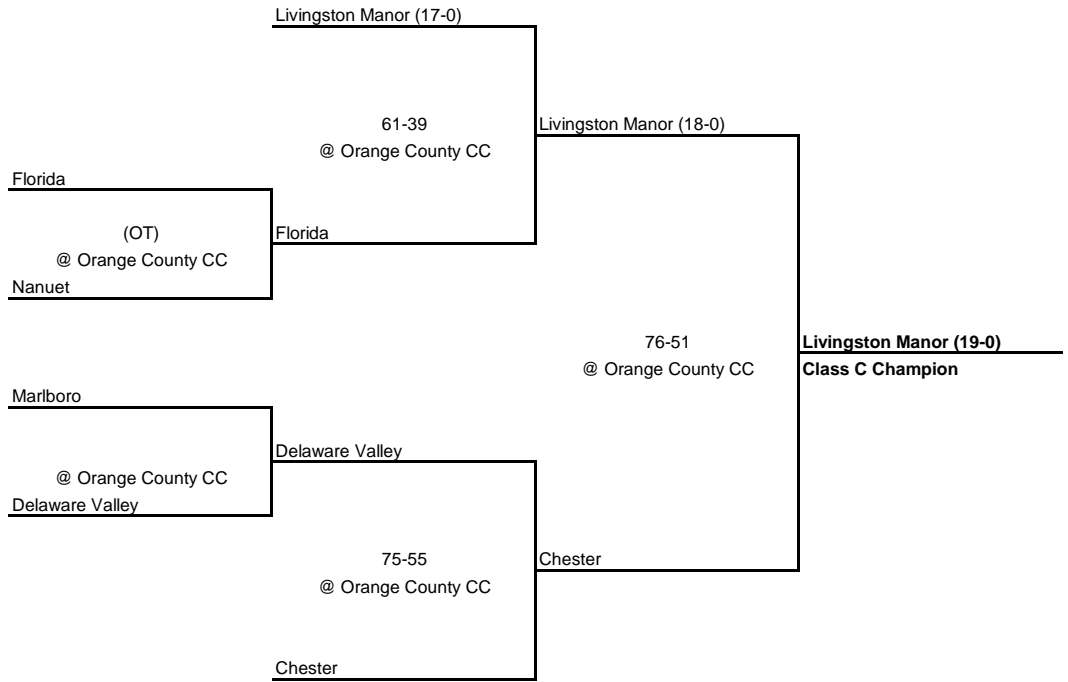 Livingston Manor (17-0)
61-39
Livingston Manor (18-0)
@ Orange County CC
Florida
(OT)
Florida
@ Orange County CC
Nanuet
76-51
Livingston Manor (19-0)
@ Orange County CC
Class C Champion
Marlboro
Delaware Valley
@ Orange County CC
Delaware Valley
75-55
Chester
@ Orange County CC
Chester